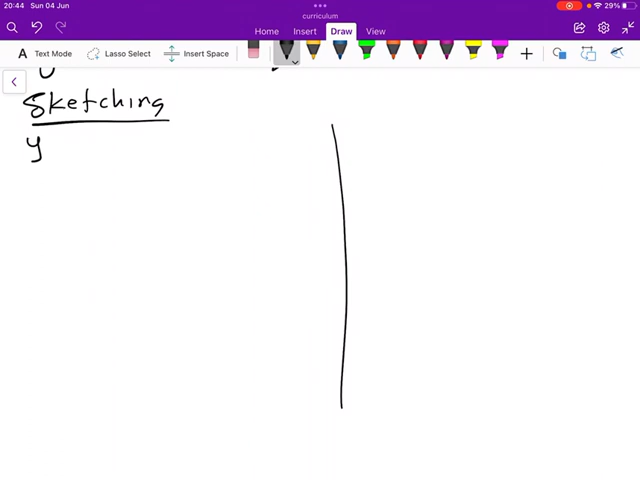 20:44 Sun 04 Jun 29%
curriculum
Home Insert Draw View
A Text Mode Lasso Select Insert Space
Sketching
y